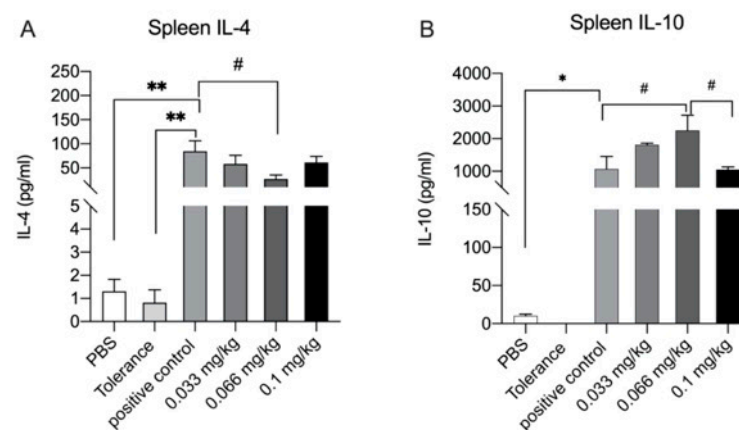 A
Spleen IL-4
IL-4 (pg/ml)
250
200
150
100
50
5
4
3
2
1
0
**
**
#
PBS
Tolerance
positive control
0.033 mg/kg
0.066 mg/kg
0.1 mg/kg
B
Spleen IL-10
IL-10 (pg/ml)
4000
3000
2000
1000
150
100
50
0
*
#
#
PBS
Tolerance
positive control
0.033 mg/kg
0.066 mg/kg
0.1 mg/kg